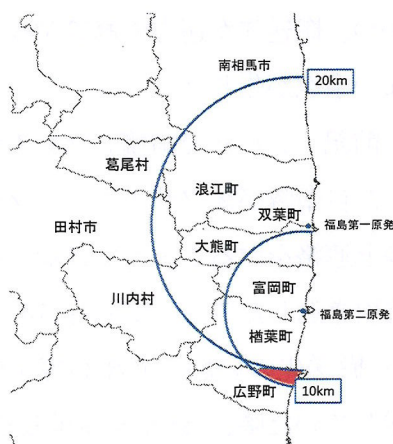 南相馬市
20km
葛尾村
浪江町
双葉町
福島第一原発
田村市
大熊町
富岡町
川内村
福島第二原発
楢葉町
広野町
10km